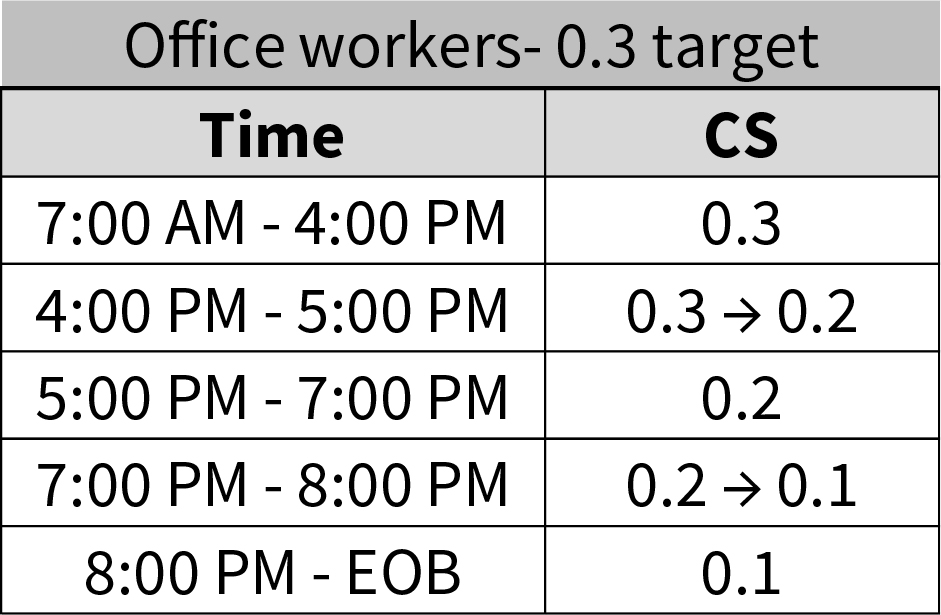 Office workers- 0.3 target
Time CS
7:00 AM - 4:00 PM 0.3
4:00 PM - 5:00 PM 0.3 → 0.2
5:00 PM - 7:00 PM 0.2
7:00 PM - 8:00 PM 0.2 → 0.1
8:00 PM - EOB 0.1